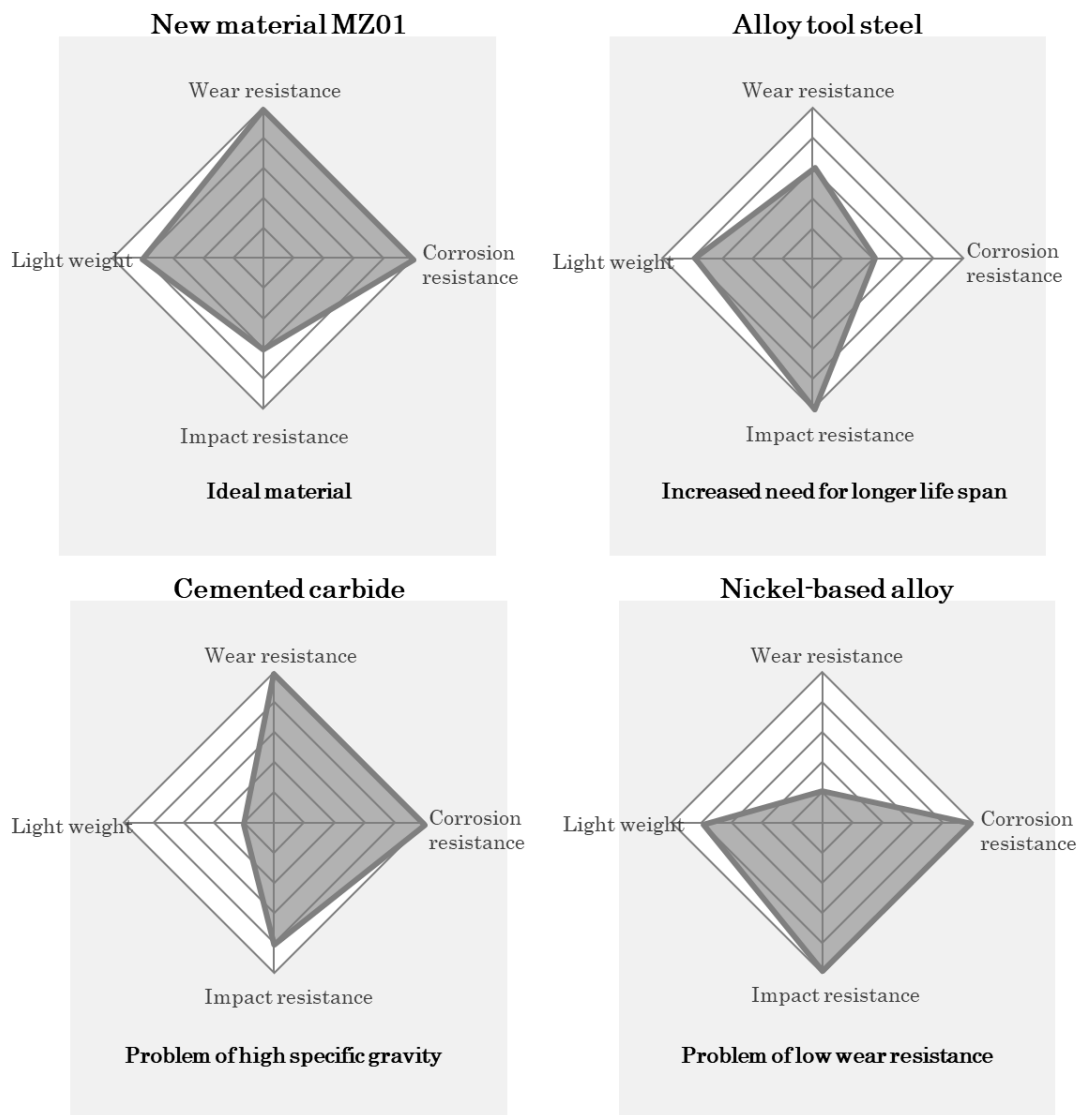 New material MZ01
Wear resistance
Light weight
Corrosion
resistance
Impact resistance
Ideal material
Alloy tool steel
Wear resistance
Light weight
Corrosion
resistance
Impact resistance
Increased need for longer life span
Cemented carbide
Wear resistance
Light weight
Corrosion
resistance
Impact resistance
Problem of high specific gravity
Nickel-based alloy
Wear resistance
Light weight
Corrosion
resistance
Impact resistance
Problem of low wear resistance